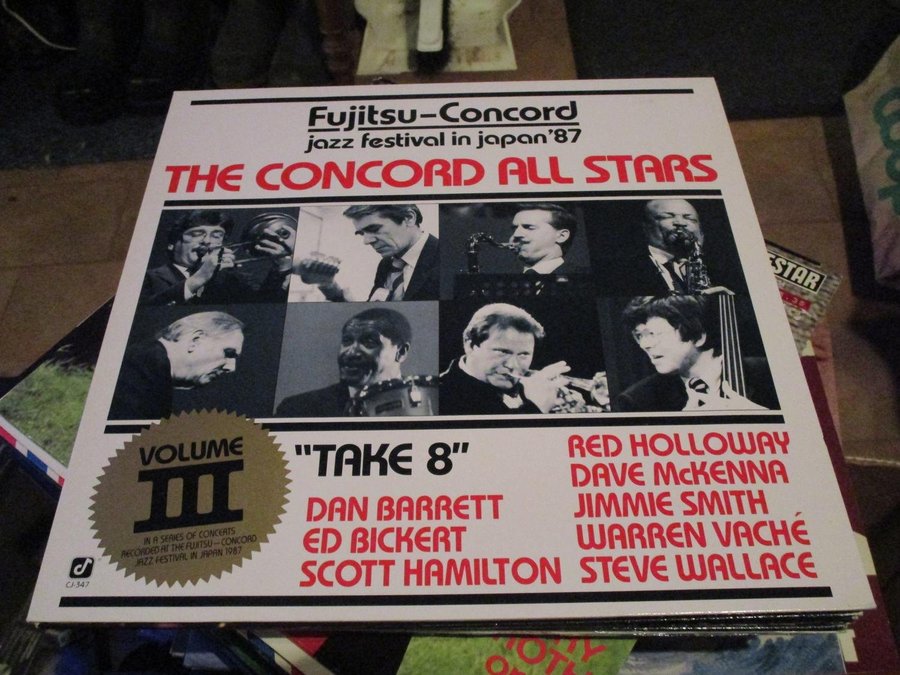 Fujitsu-Concord
jazz festival in japan'87
THE CONCORD ALL STARS
VOLUME
III
IN A SERIES OF CONCERTS
RECORDED AT THE FUJITSU-CONCORD
JAZZ FESTIVAL IN JAPAN 1987
CJ-347
"TAKE 8"
DAN BARRETT
ED BICKERT
SCOTT HAMILTON
RED HOLLOWAY
DAVE McKENNA
JIMMIE SMITH
WARREN VACHÉ
STEVE WALLACE